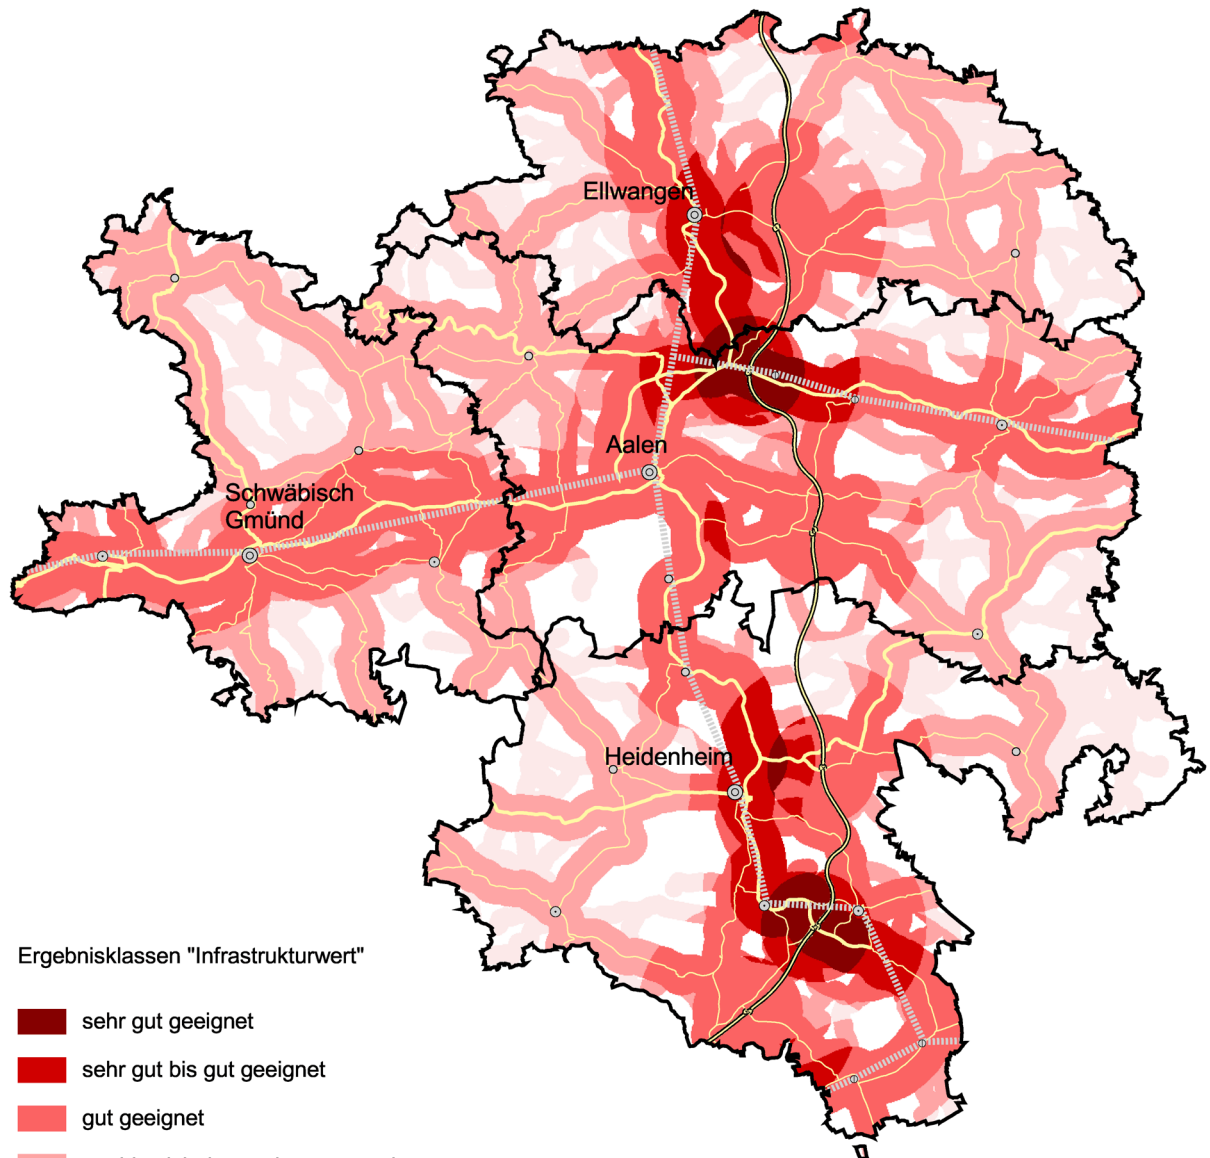 Ellwangen
Aalen
Schwäbisch
Gmünd
Heidenheim
Ergebnisklassen "Infrastrukturwert"
sehr gut geeignet
sehr gut bis gut geeignet
gut geeignet